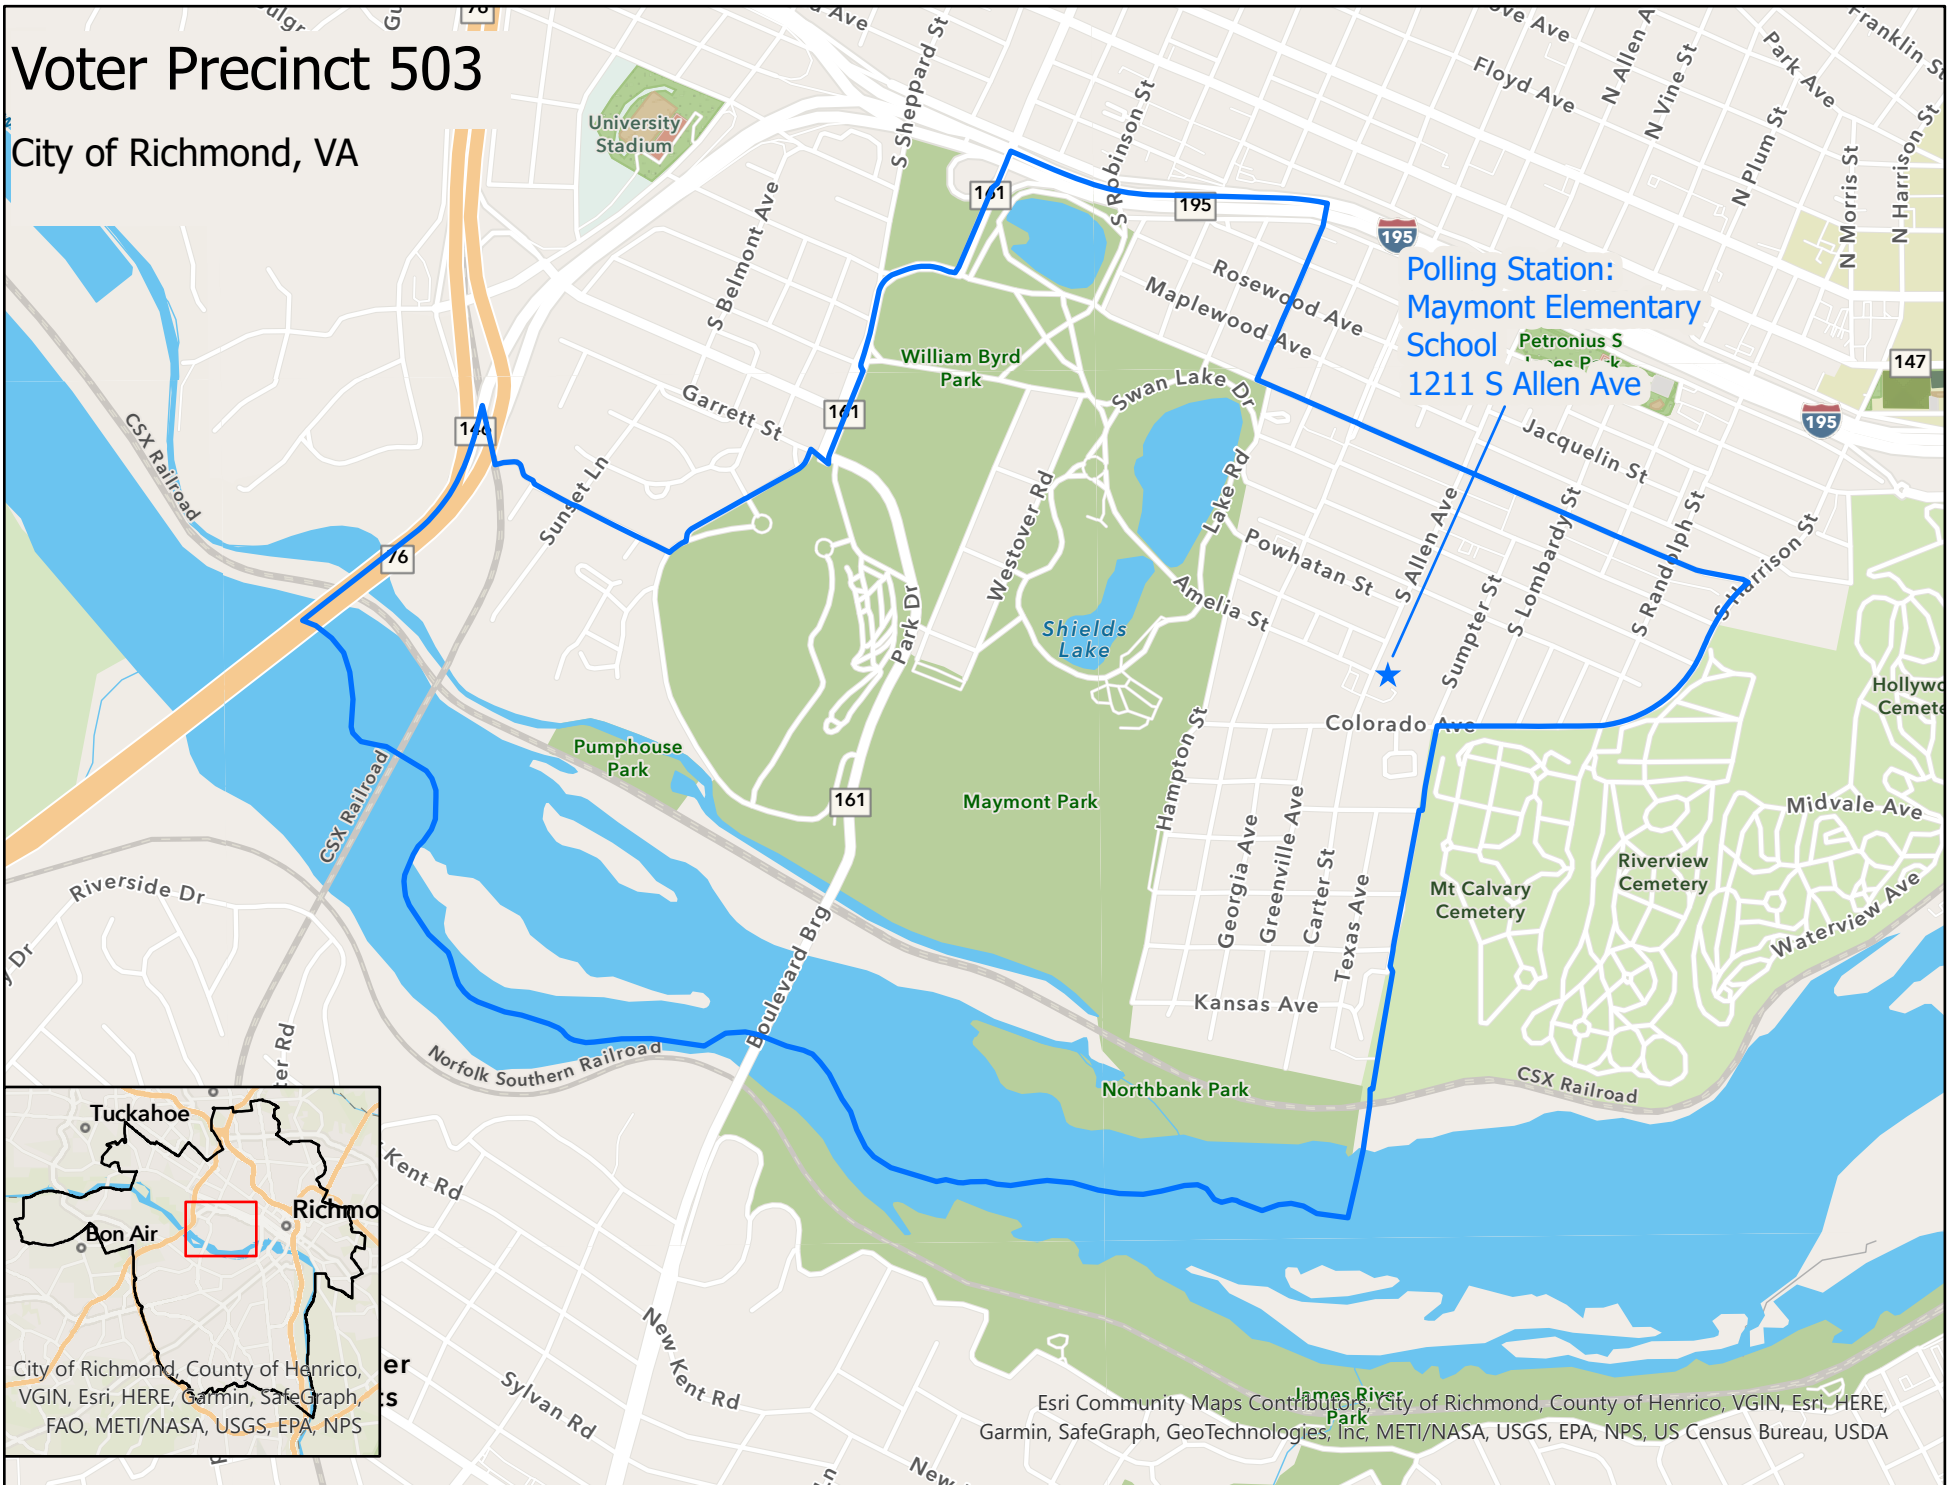 Voter Precinct 503
City of Richmond, VA
76
S Sheppard St
S Robinson St
Floyd Ave
N Vine St
Park Ave
Franklin St
N Plum St
N Morris St
N Harrison St
University
Stadium
S Belmont Ave
161
195
195
Polling Station:
Maymont Elementary
School
1211 S Allen Ave
Rosewood Ave
Maplewood Ave
William Byrd
Park
Petronius S
147
195
Swan Lake Dr
Garrett St
161
146
CSX Railroad
Sunset Ln
Westover Rd
Lake Rd
Jacquelin St
76
Powhatan St
S Allen Ave
Amelia St
Sumpter St
S Lombardy St
S Randolph St
S Harrison St
Park Dr
Shields
Lake
Colorado Ave
Pumphouse
Park
CSX Railroad
161
Maymont Park
Hampton St
Georgia Ave
Greenville Ave
Carter St
Texas Ave
Kansas Ave
Midvale Ave
Riverview
Cemetery
Mt Calvary
Cemetery
Waterview Ave
Riverside Dr
Boulevard Brg
Norfolk Southern Railroad
Northbank Park
CSX Railroad
Tuckahoe
Bon Air
Kent Rd
New Kent Rd
Sylvan Rd
James River
Park
City of Richmond, County of Henrico,
VGIN, Esri, HERE, Garmin, SafeGraph,
FAO, METI/NASA, USGS, EPA, NPS
Esri Community Maps Contributors, City of Richmond, County of Henrico, VGIN, Esri, HERE,
Garmin, SafeGraph, GeoTechnologies, Inc, METI/NASA, USGS, EPA, NPS, US Census Bureau, USDA